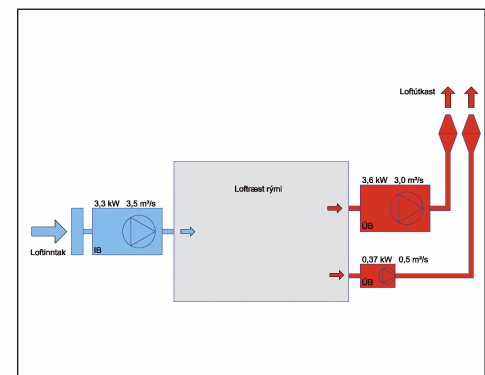 Loftútkast
Loftræst rými
3,6 kW 3,0 m³/s
ÚB
3,3 kW 3,5 m³/s
IB
Loftinntak
0,37 kW 0,5 m³/s
ÚB